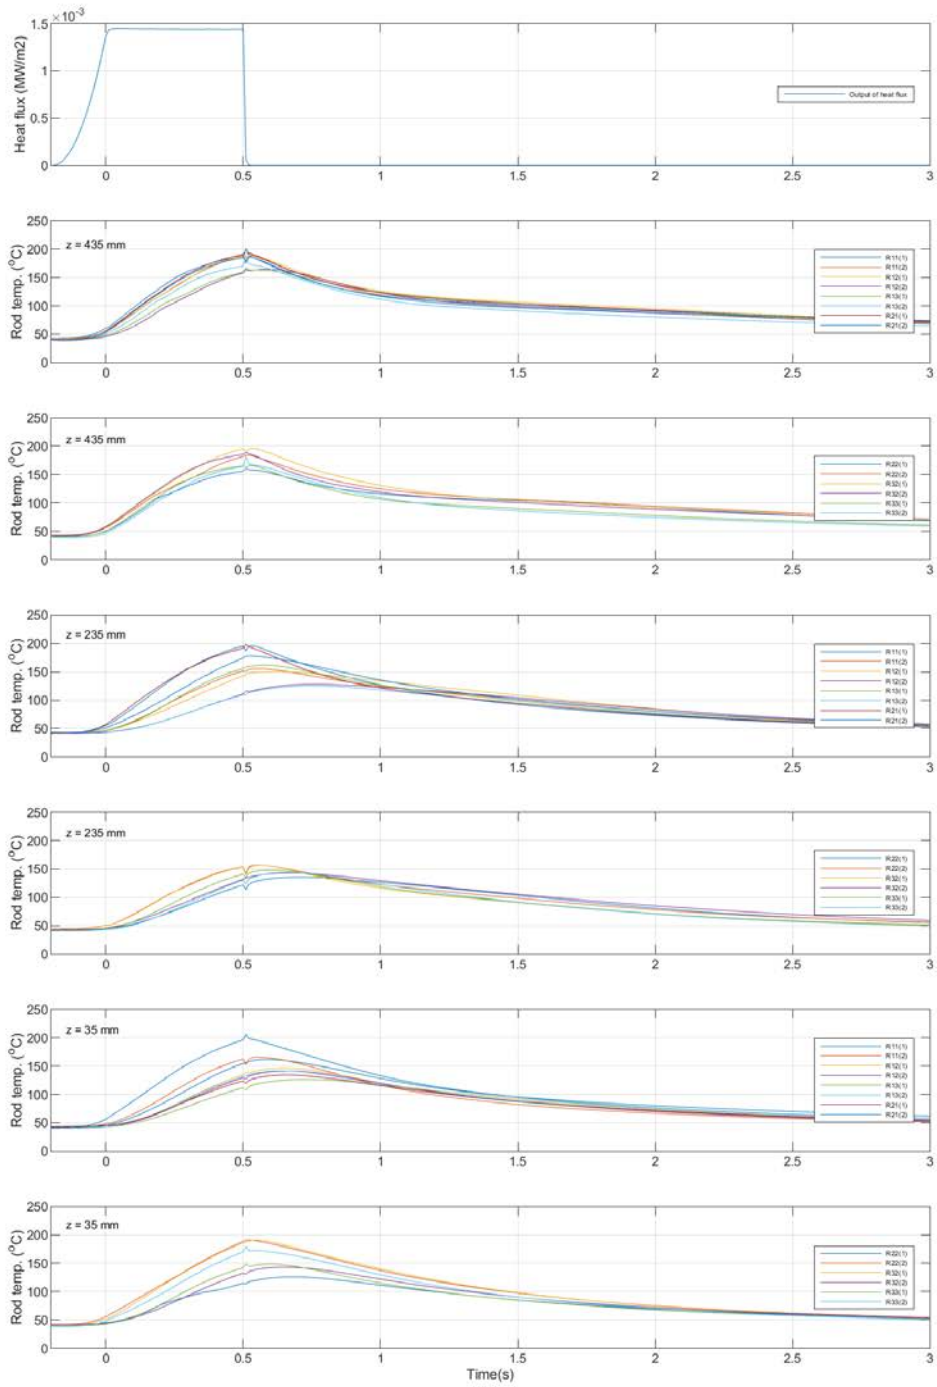 ×10⁻³
1.5
1
0.5
0
Heat flux (MW/m2)
Output of heat flux
0 0.5 1 1.5 2 2.5 3
250
200
150
100
50
0
Rod temp. (°C)
z = 435 mm
R11(1)
R11(2)
R12(1)
R12(2)
R13(1)
R13(2)
R21(1)
R21(2)
0 0.5 1 1.5 2 2.5 3
250
200
150
100
50
0
Rod temp. (°C)
z = 435 mm
R22(1)
R22(2)
R32(1)
R32(2)
R33(1)
R33(2)
0 0.5 1 1.5 2 2.5 3
250
200
150
100
50
0
Rod temp. (°C)
z = 235 mm
R11(1)
R11(2)
R12(1)
R12(2)
R13(1)
R13(2)
R21(1)
R21(2)
0 0.5 1 1.5 2 2.5 3
250
200
150
100
50
0
Rod temp. (°C)
z = 235 mm
R22(1)
R22(2)
R32(1)
R32(2)
R33(1)
R33(2)
0 0.5 1 1.5 2 2.5 3
250
200
150
100
50
0
Rod temp. (°C)
z = 35 mm
R11(1)
R11(2)
R12(1)
R12(2)
R13(1)
R13(2)
R21(1)
R21(2)
0 0.5 1 1.5 2 2.5 3
250
200
150
100
50
0
Rod temp. (°C)
z = 35 mm
R22(1)
R22(2)
R32(1)
R32(2)
R33(1)
R33(2)
0 0.5 1 1.5 2 2.5 3
Time(s)